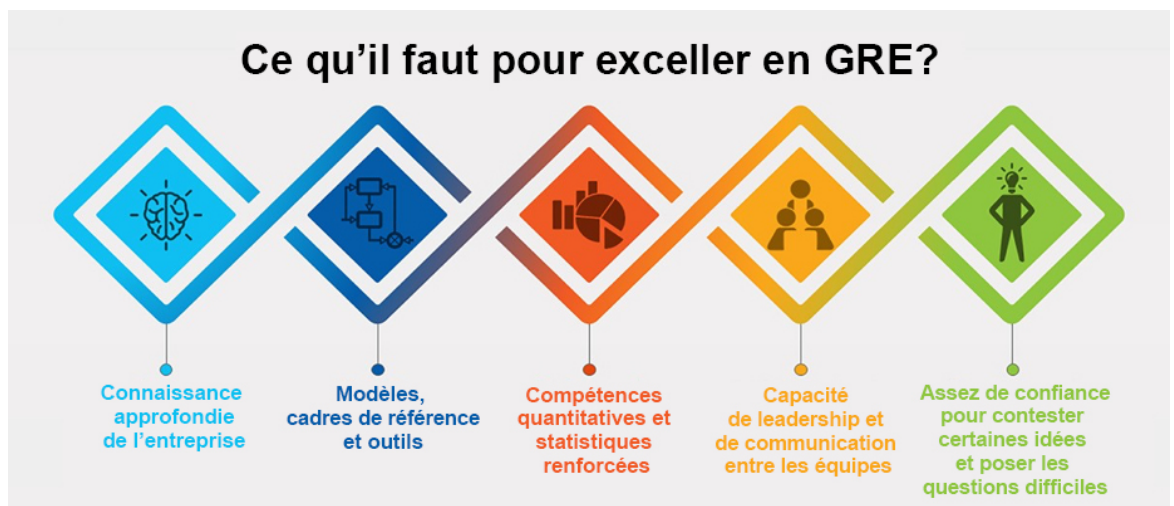 Ce qu’il faut pour exceller en GRE?
Connaissance
approfondie
de l’entreprise
Modèles,
cadres de référence
et outils
Compétences
quantitatives et
statistiques
renforcées
Capacité
de leadership et
de communication
entre les équipes
Assez de confiance
pour contester
certaines idées
et poser les
questions difficiles